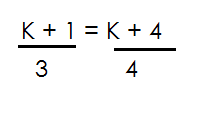 K + 1 = K + 4
3 4